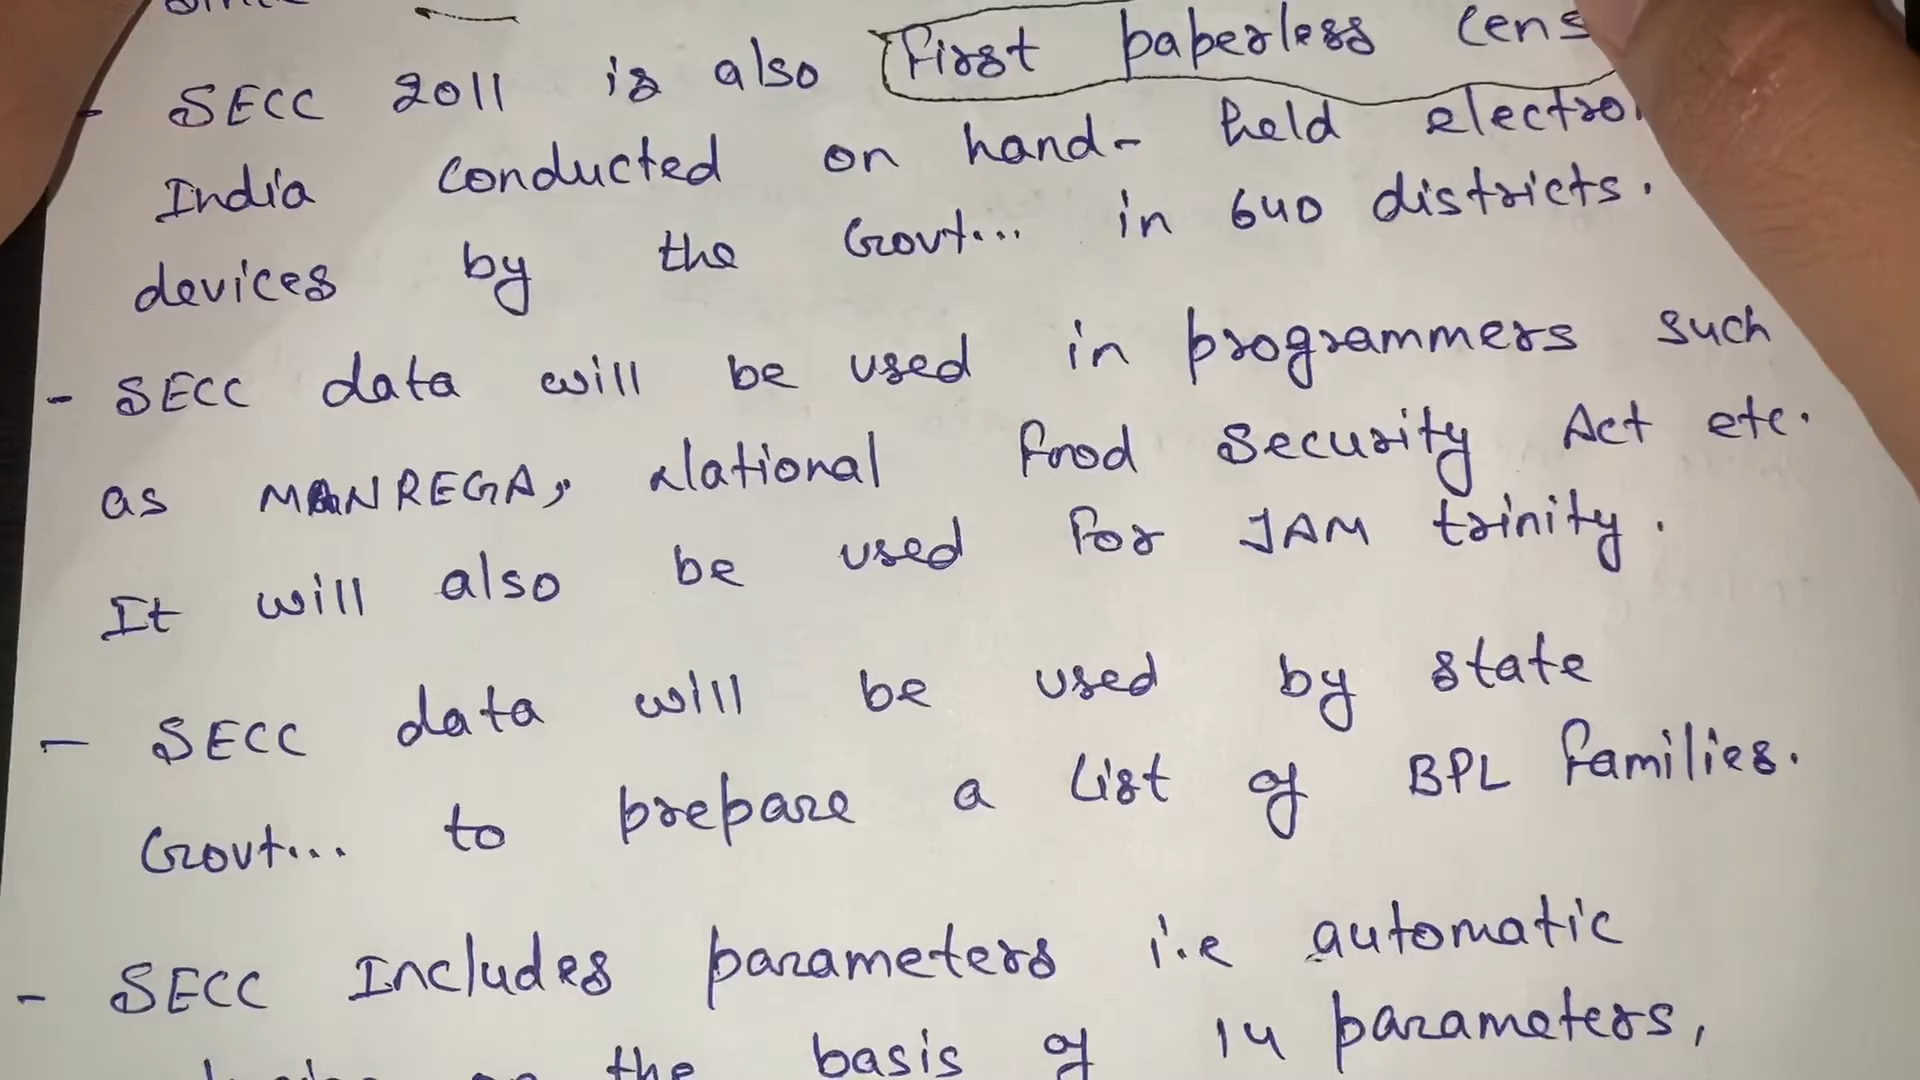 - SECC 2011 is also First paperless
India conducted on hand- held
devices by the Govt... in 640 districts.
- SECC data will be used in programmers such
as MANREGA, National food Security Act etc.
It will also be used for JAM trinity.
- SECC data will be used by state
Govt... to prepare a list of BPL families.
- SECC Includes parameters i.e automatic
the basis of 14 parameters,